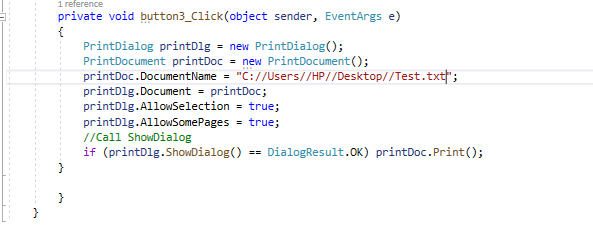 1 reference
private void button3_Click(object sender, EventArgs e)
{
PrintDialog printDlg = new PrintDialog();
PrintDocument printDoc = new PrintDocument();
printDoc.DocumentName = "C://Users//HP//Desktop//Test.txt";
printDlg.Document = printDoc;
printDlg.AllowSelection = true;
printDlg.AllowSomePages = true;
//Call ShowDialog
if (printDlg.ShowDialog() == DialogResult.OK) printDoc.Print();
}
}
}